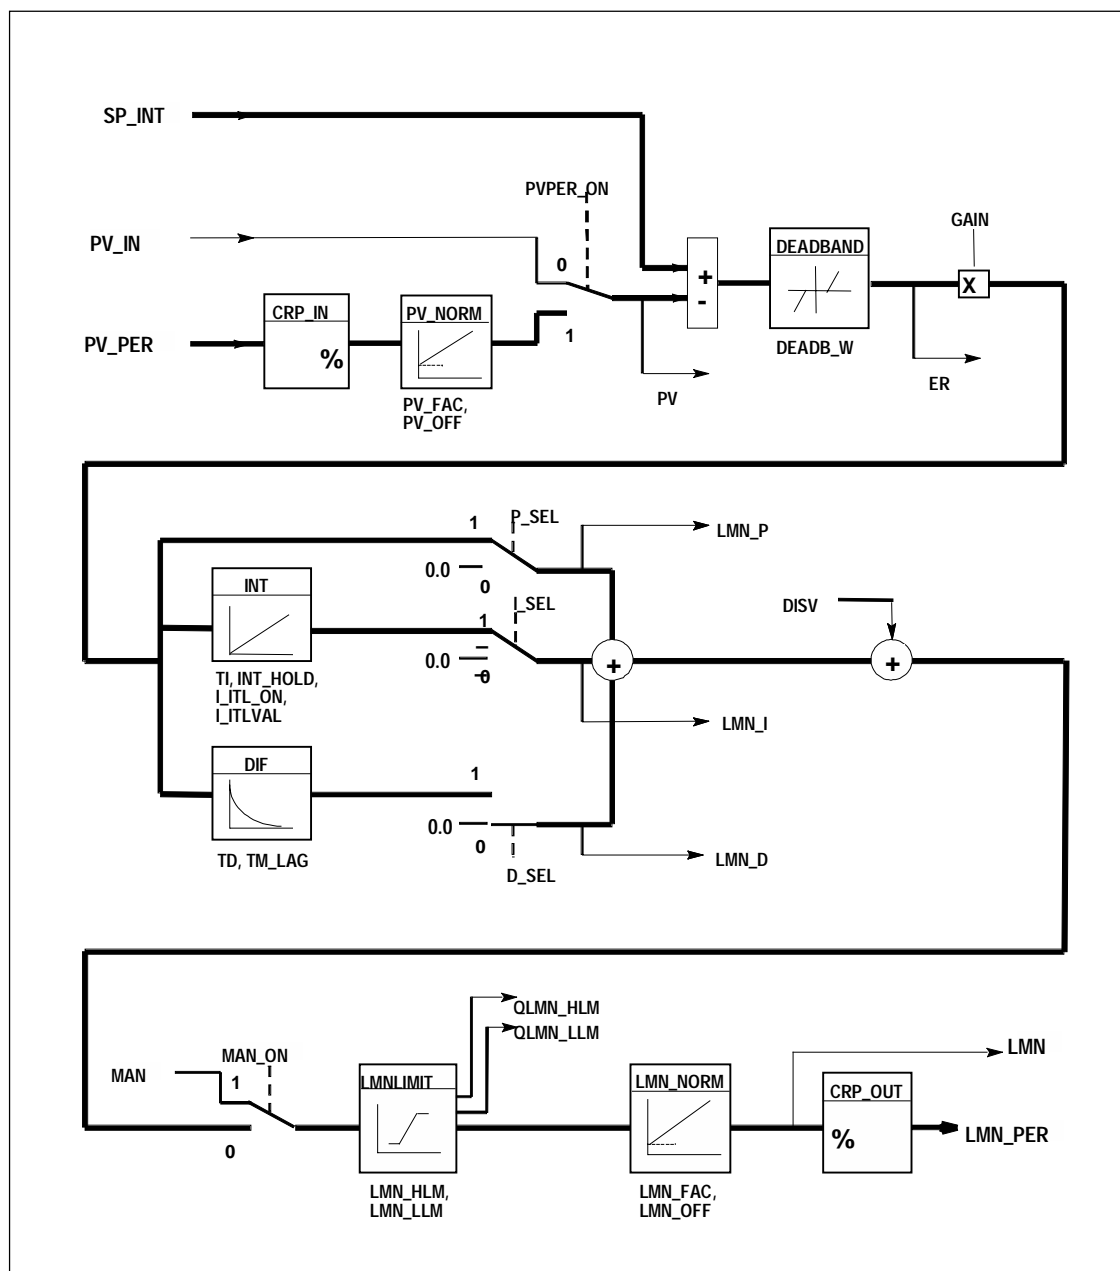 SP_INT
PVPER_ON
GAIN
PV_IN
0
+
-
DEADBAND
X
CRP_IN
PV_NORM
PV_PER
%
1
DEADB_W
ER
PV
PV_FAC,
PV_OFF
P_SEL
1
LMN_P
0.0
0
INT
I_SEL
DISV
1
0.0
0
+
+
TI, INT_HOLD,
I_ITL_ON,
I_ITLVAL
LMN_I
DIF
1
0.0
0
TD, TM_LAG
D_SEL
LMN_D
QLMN_HLM
QLMN_LLM
MAN_ON
LMN
MAN
1
LMNLIMIT
LMN_NORM
CRP_OUT
0
%
LMN_PER
LMN_HLM,
LMN_LLM
LMN_FAC,
LMN_OFF